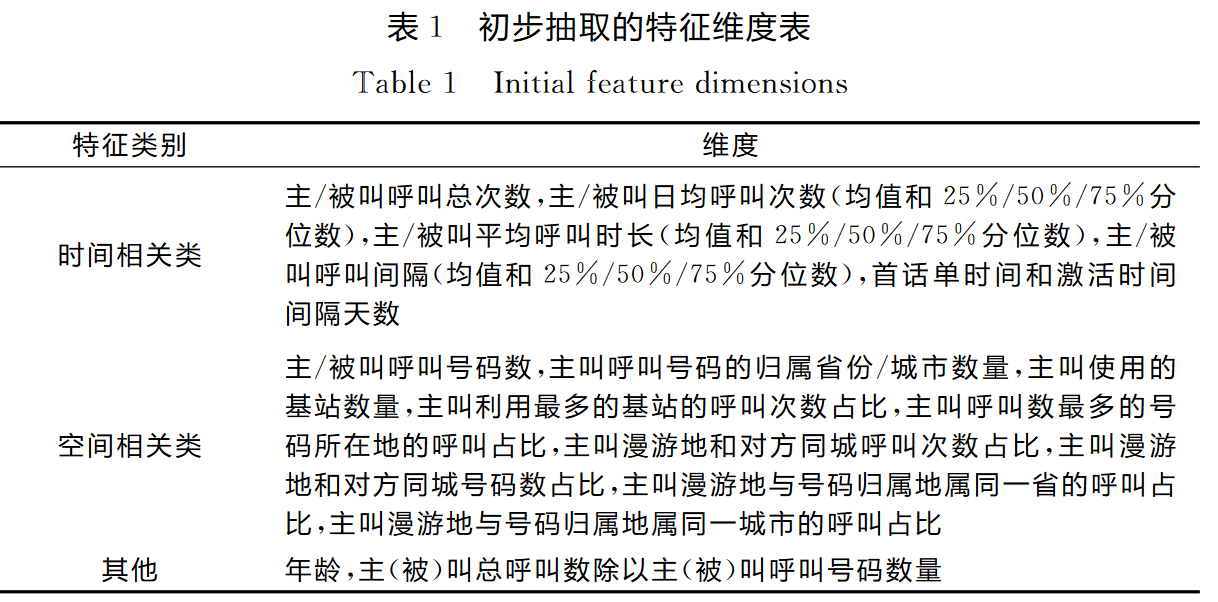 表 1 初步抽取的特征维度表
Table 1 Initial feature dimensions
特征类别 维度
主/被叫呼叫总次数,主/被叫日均呼叫次数(均值和 25%/50%/75%分
位数),主/被叫平均呼叫时长(均值和 25%/50%/75%分位数),主/被
时间相关类
叫呼叫间隔(均值和 25%/50%/75%分位数),首话单时间和激活时间
间隔天数
主/被叫呼叫号码数,主叫呼叫号码的归属省份/城市数量,主叫使用的
基站数量,主叫利用最多的基站的呼叫次数占比,主叫呼叫数最多的号
空间相关类
码所在地的呼叫占比,主叫漫游地和对方同城呼叫次数占比,主叫漫游
地和对方同城号码数占比,主叫漫游地与号码归属地属同一省的呼叫占
比,主叫漫游地与号码归属地属同一城市的呼叫占比
其他 年龄,主(被)叫总呼叫数除以主(被)叫呼叫号码数量